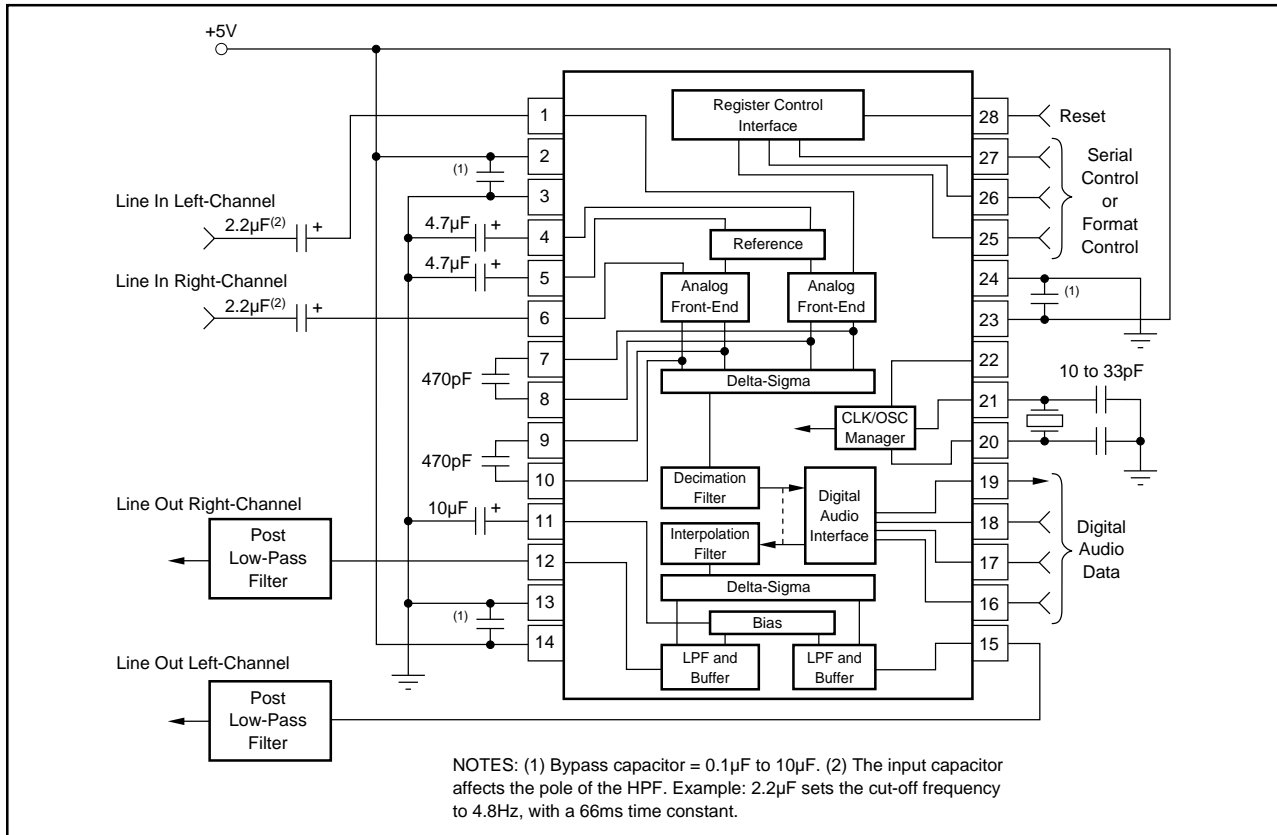 +5V
Line In Left-Channel
2.2µF(2)
+
Line In Right-Channel
2.2µF(2)
+
(1)
4.7µF
+
4.7µF
+
470pF
470pF
10µF
+
(1)
Line Out Right-Channel
Post
Low-Pass
Filter
Line Out Left-Channel
Post
Low-Pass
Filter
1
2
3
4
5
6
7
8
9
10
11
12
13
14
Register Control
Interface
Reference
Analog
Front-End
Analog
Front-End
Delta-Sigma
CLK/OSC
Manager
Decimation
Filter
Digital
Audio
Interface
Interpolation
Filter
Delta-Sigma
Bias
LPF and
Buffer
LPF and
Buffer
28
27
26
25
24
23
22
21
20
19
18
17
16
15
Reset
Serial
Control
or
Format
Control
(1)
10 to 33pF
Digital
Audio
Data
NOTES: (1) Bypass capacitor = 0.1µF to 10µF. (2) The input capacitor
affects the pole of the HPF. Example: 2.2µF sets the cut-off frequency
to 4.8Hz, with a 66ms time constant.